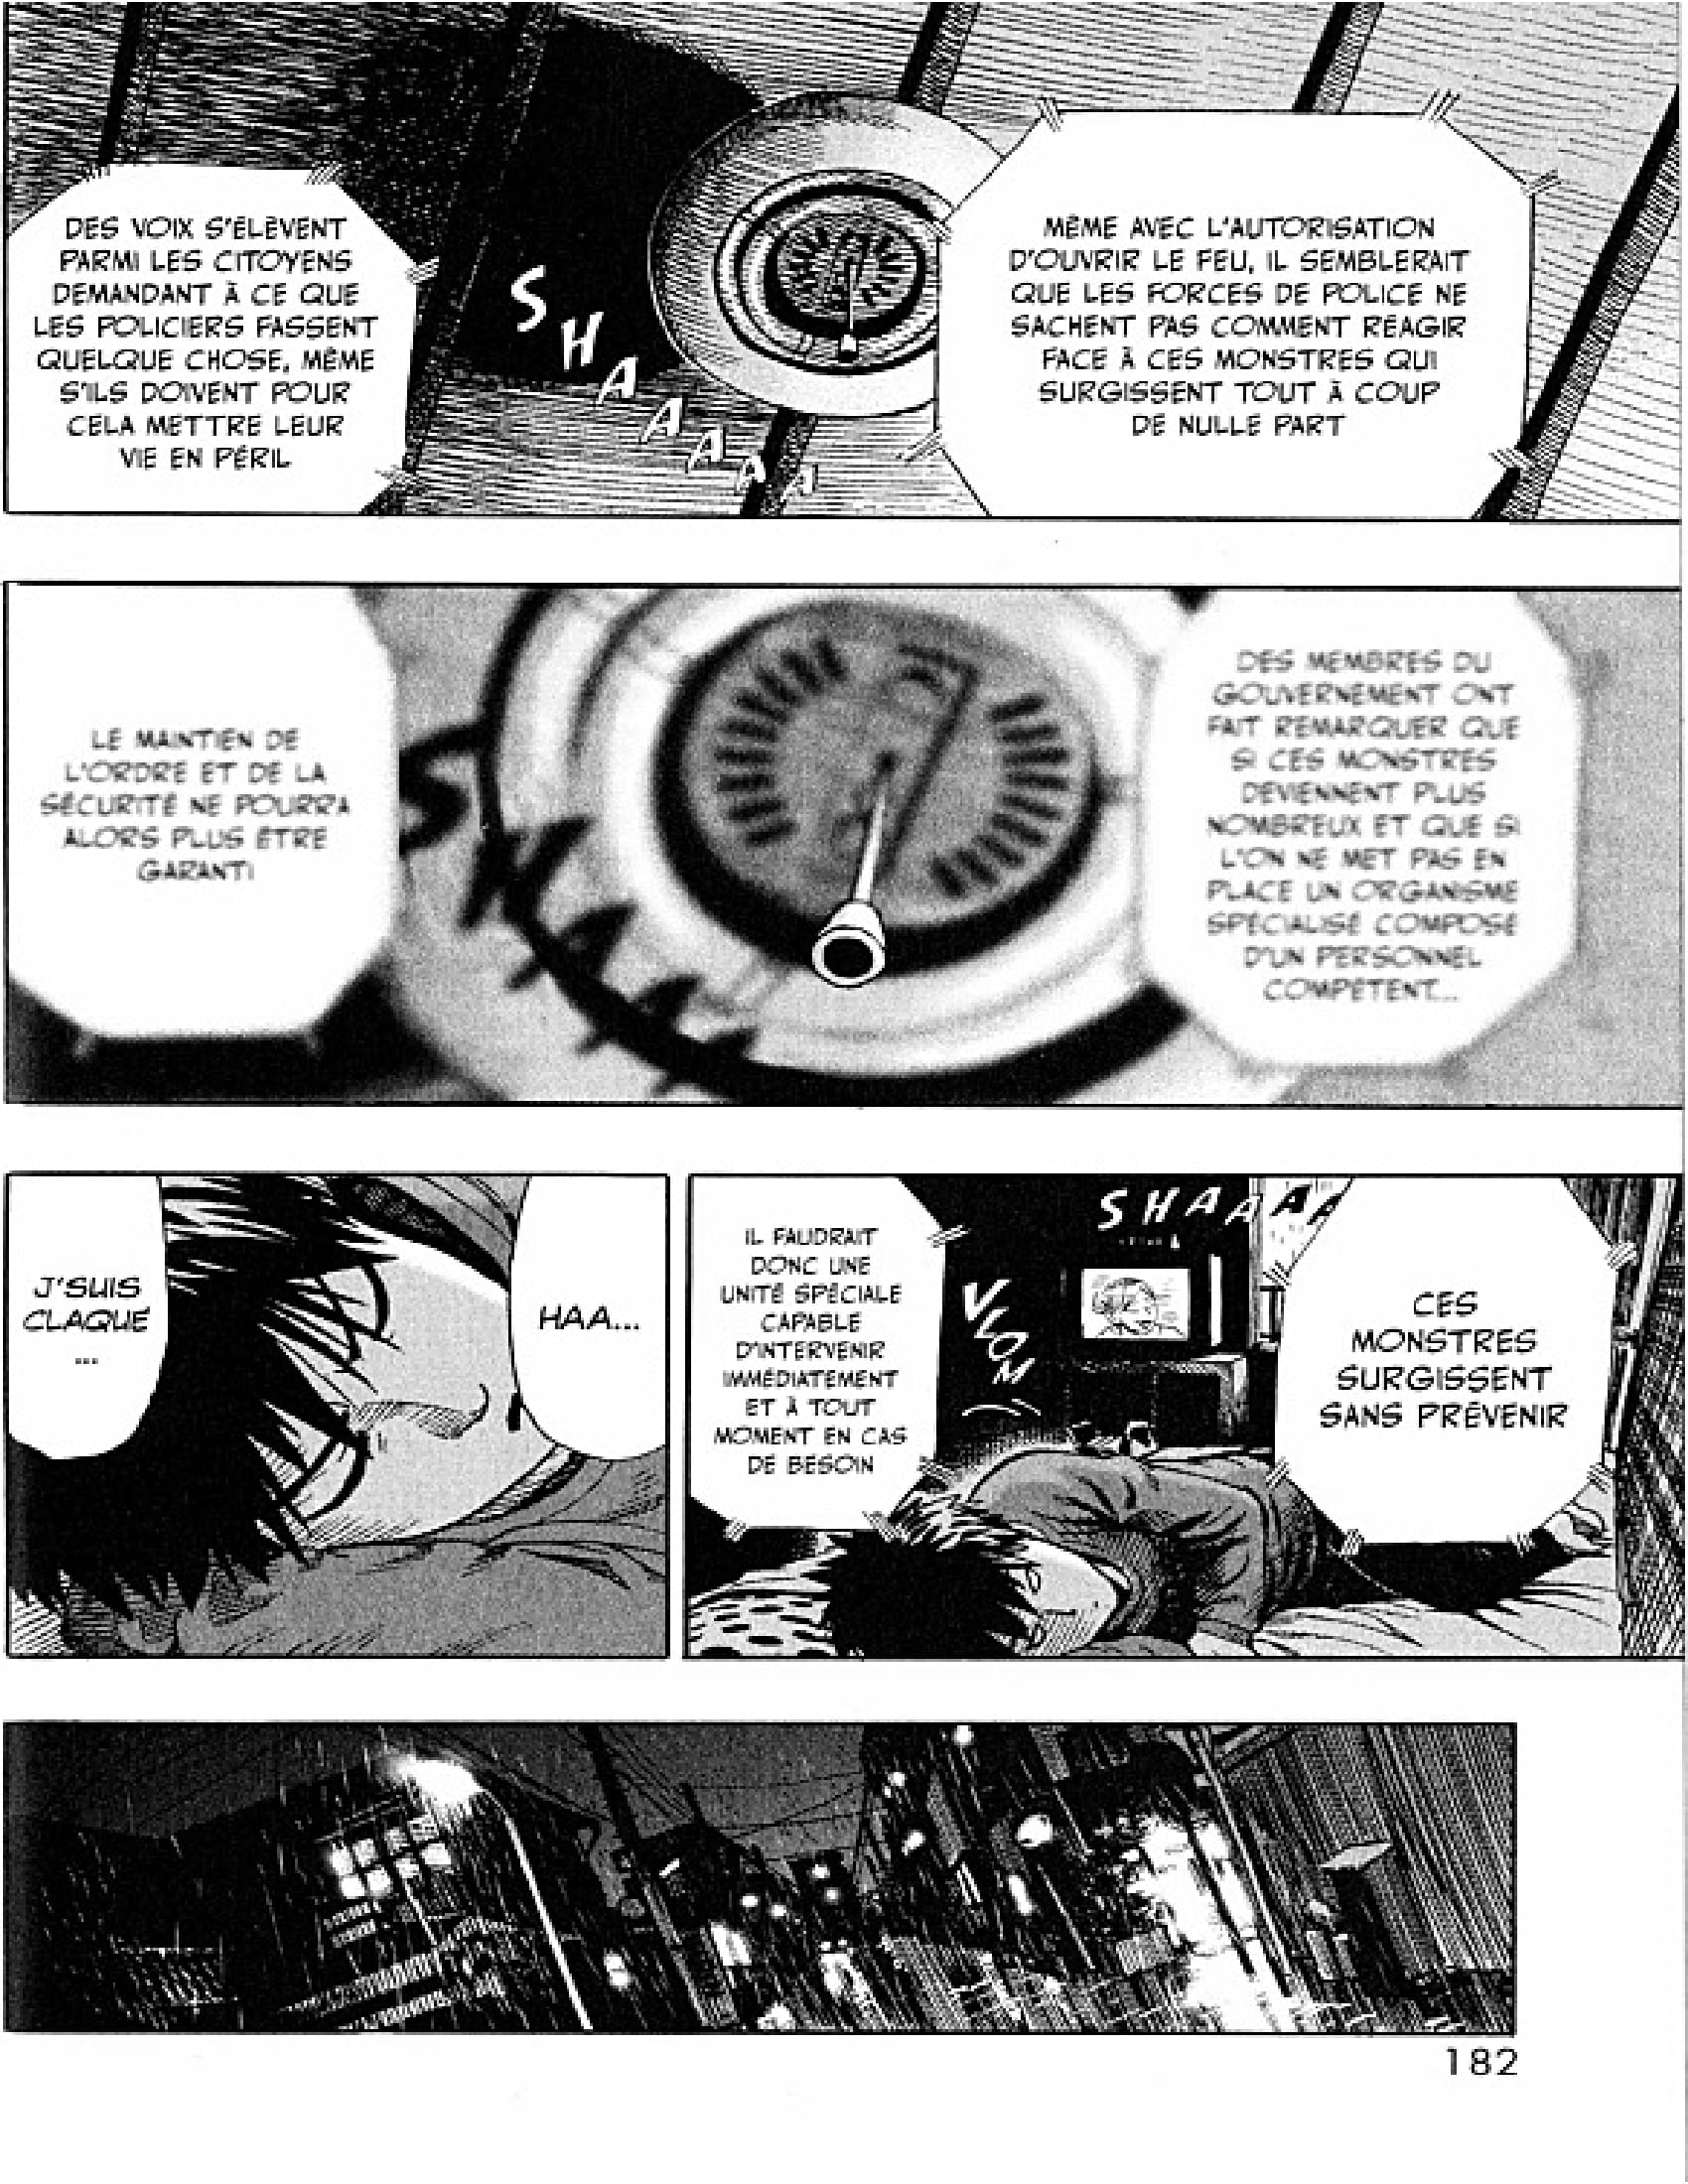 MÊME AVEC L'AUTORISATION
D'OUVRIR LE FEU, IL SEMBLERAIT
QUE LES FORCES DE POLICE NE
SACHENT PAS COMMENT RÉAGIR
FACE À CES MONSTRES QUI
SURGISSENT TOUT À COUP
DE NULLE PART
SHAAAAA
DES VOIX S'ÉLÈVENT
PARMI LES CITOYENS
DEMANDANT À CE QUE
LES POLICIERS FASSENT
QUELQUE CHOSE, MÊME
S'ILS DOIVENT POUR
CELA METTRE LEUR
VIE EN PÉRIL
DES MEMBRES DU
GOUVERNEMENT ONT
FAIT REMARQUER QUE
SI CES MONSTRES
DEVIENNENT PLUS
NOMBREUX ET QUE SI
L'ON NE MET PAS EN
PLACE UN ORGANISME
SPÉCIALISÉ COMPOSÉ
D'UN PERSONNEL
COMPÉTENT...
SHAAAA
LE MAINTIEN DE
L'ORDRE ET DE LA
SÉCURITÉ NE POURRA
ALORS PLUS ÊTRE
GARANTI
CES
MONSTRES
SURGISSENT
SANS PRÉVENIR
SHAAAA
VLOM
IL FAUDRAIT
DONC UNE
UNITÉ SPÉCIALE
CAPABLE
D'INTERVENIR
IMMÉDIATEMENT
ET À TOUT
MOMENT EN CAS
DE BESOIN
HAA...
J'SUIS
CLAQUÉ
...
182